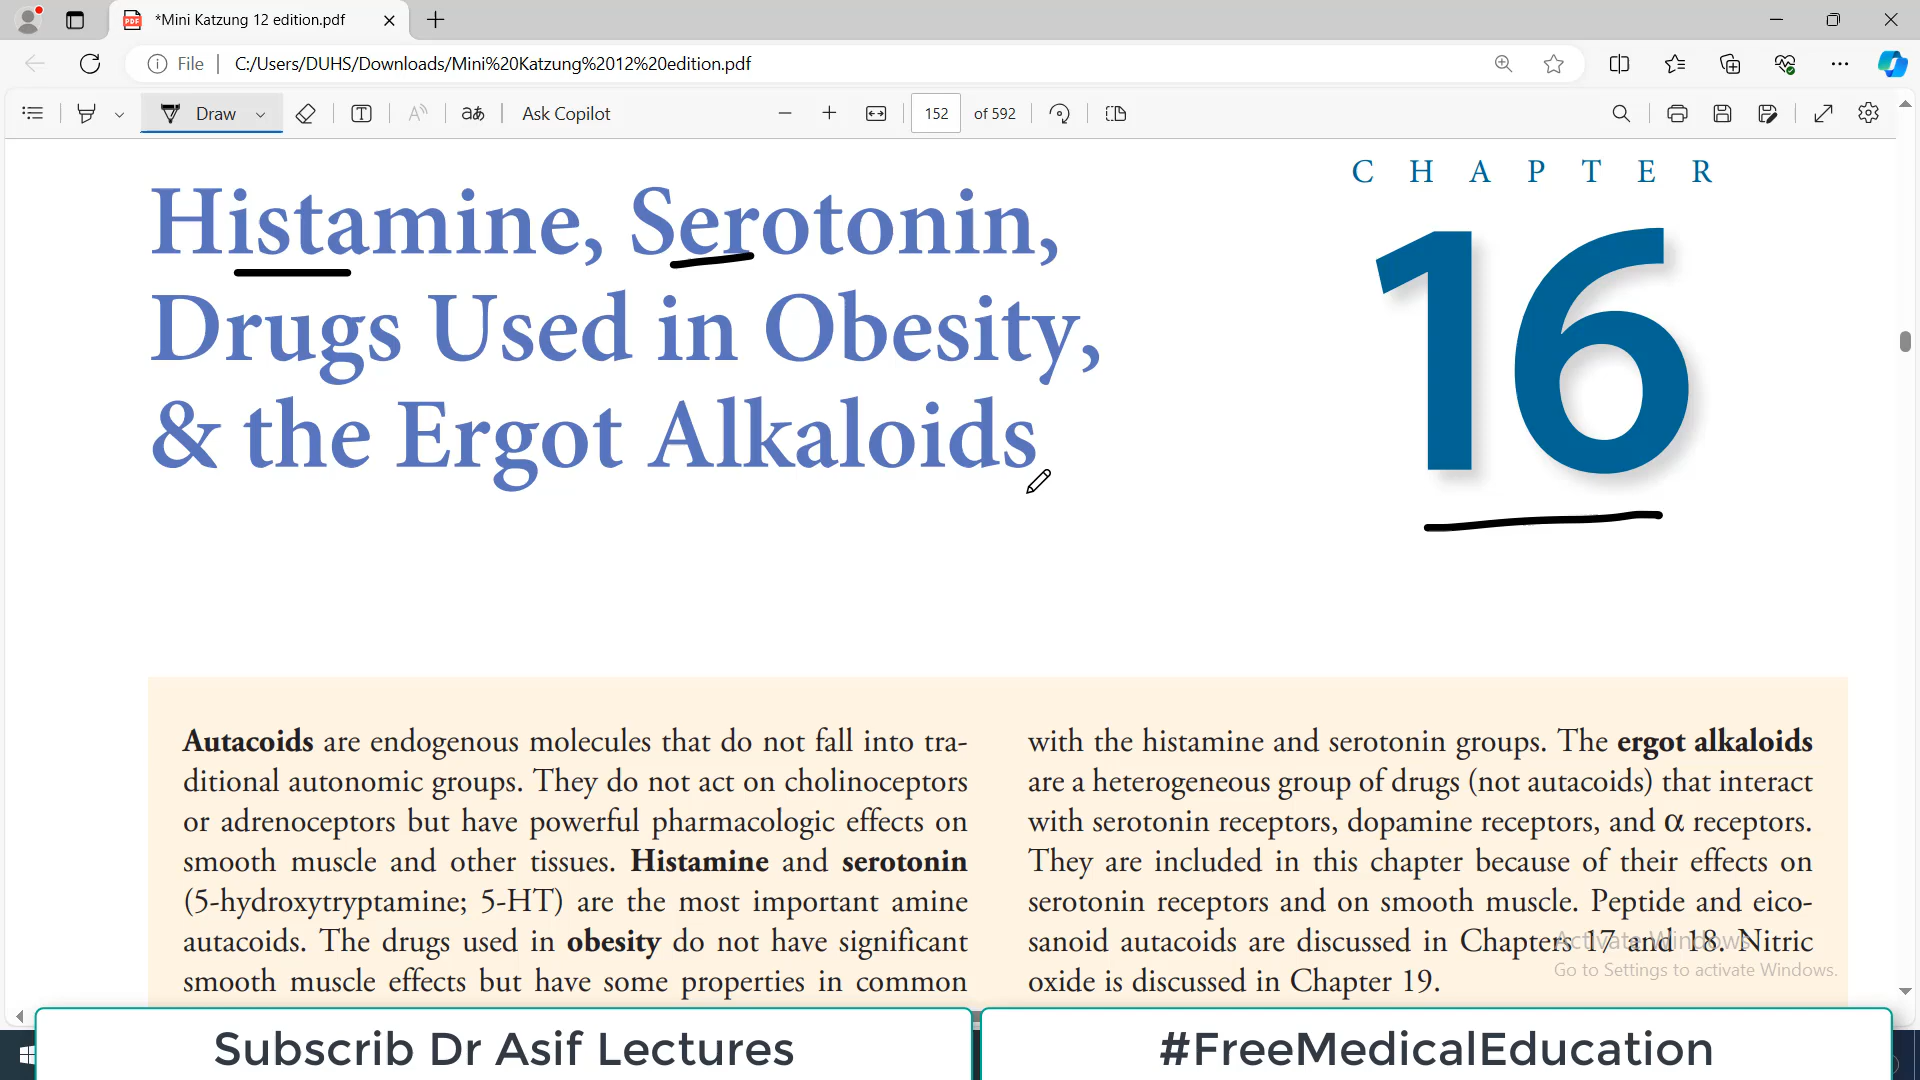 *Mini Katzung 12 edition.pdf
File
C:/Users/DUHS/Downloads/Mini%20Katzung%2012%20edition.pdf
Draw
T
A
aあ
Ask Copilot
152
of 592
Histamine, Serotonin,
Drugs Used in Obesity,
& the Ergot Alkaloids
CHAPTER
16
Autacoids are endogenous molecules that do not fall into tra-
ditional autonomic groups. They do not act on cholinoceptors
or adrenoceptors but have powerful pharmacologic effects on
smooth muscle and other tissues. Histamine and serotonin
(5-hydroxytryptamine; 5-HT) are the most important amine
autacoids. The drugs used in obesity do not have significant
smooth muscle effects but have some properties in common
with the histamine and serotonin groups. The ergot alkaloids
are a heterogeneous group of drugs (not autacoids) that interact
with serotonin receptors, dopamine receptors, and α receptors.
They are included in this chapter because of their effects on
serotonin receptors and on smooth muscle. Peptide and eico-
sanoid autacoids are discussed in Chapters 17 and 18. Nitric
oxide is discussed in Chapter 19.
Activate Windows
Go to Settings to activate Windows.
Subscrib Dr Asif Lectures
#FreeMedicalEducation